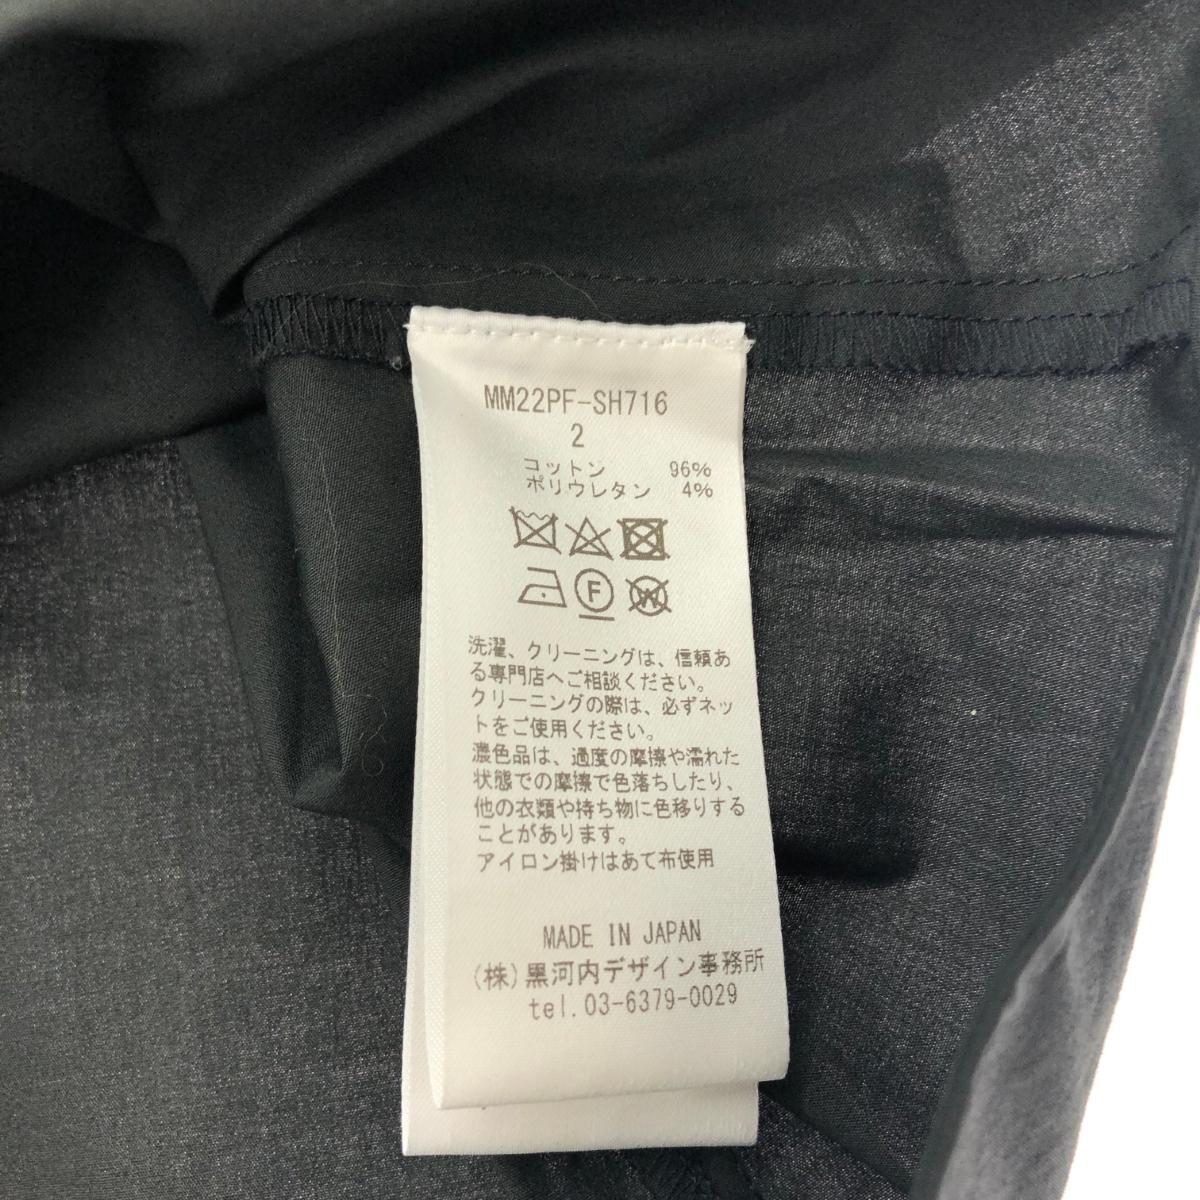 MM22PF-SH716
2
コットン 96%
ポリウレタン 4%
F
W
洗濯、クリーニングは、信頼あ
る専門店へご相談ください。
クリーニングの際は、必ずネッ
トをご使用ください。
濃色品は、過度の摩擦や濡れた
状態での摩擦で色落ちしたり、
他の衣類や持ち物に色移りする
ことがあります。
アイロン掛けはあて布使用
MADE IN JAPAN
(株)黒河内デザイン事務所
tel.03-6379-0029